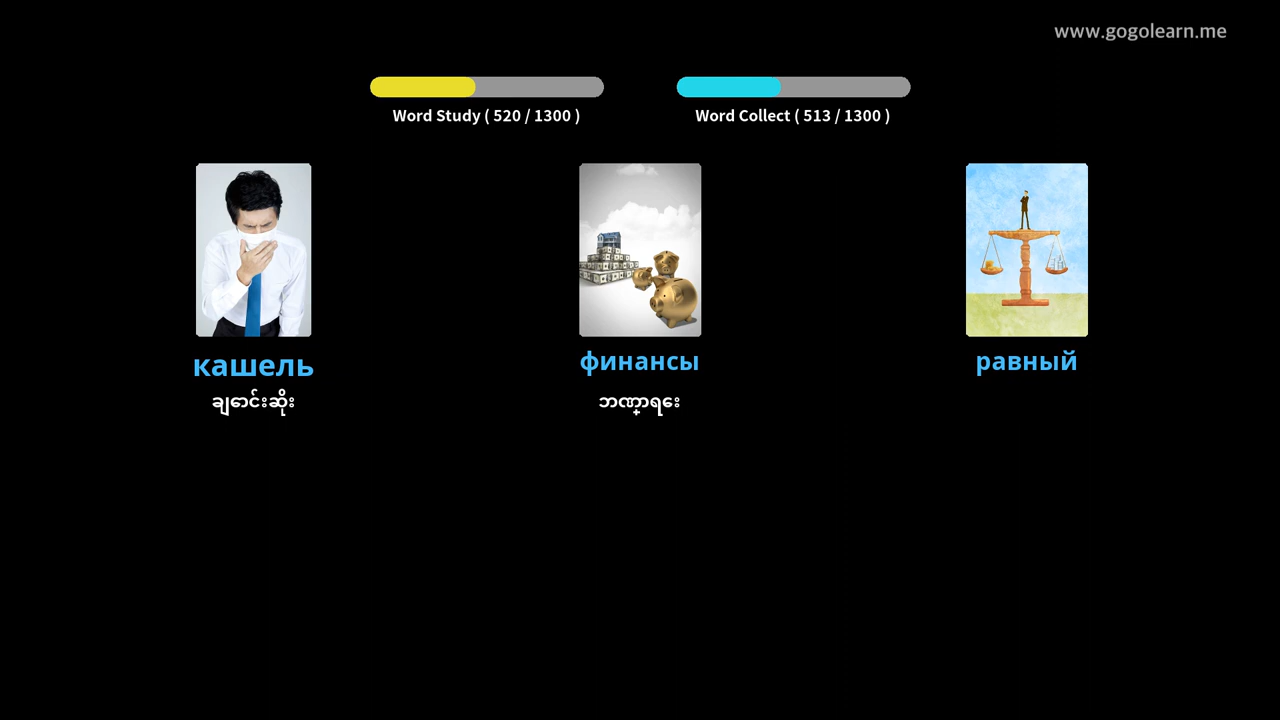 www.gogolearn.me
Word Study ( 520 / 1300 )
Word Collect ( 513 / 1300 )
кашель
финансы
равный
ချောင်းဆိုး
ဘဏ္ဍာရေး